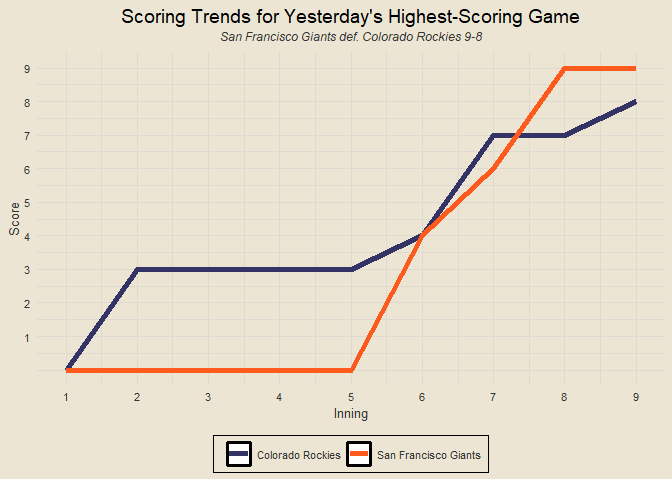 Scoring Trends for Yesterday's Highest-Scoring Game
San Francisco Giants def. Colorado Rockies 9-8
9
8
7
6
5
4
3
2
1
Score
1 2 3 4 5 6 7 8 9
Inning
Colorado Rockies San Francisco Giants